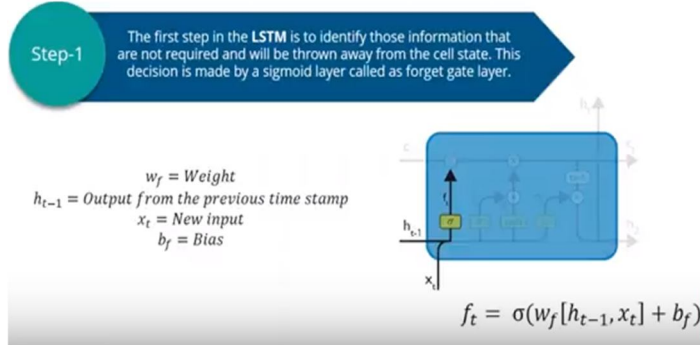 Step-1
The first step in the LSTM is to identify those information that
are not required and will be thrown away from the cell state. This
decision is made by a sigmoid layer called as forget gate layer.
w_f = Weight
h_{t-1} = Output from the previous time stamp
x_t = New input
b_f = Bias
h_t
f_t
σ
h_{t-1}
x_t
f_t = σ(w_f[h_{t-1}, x_t] + b_f)